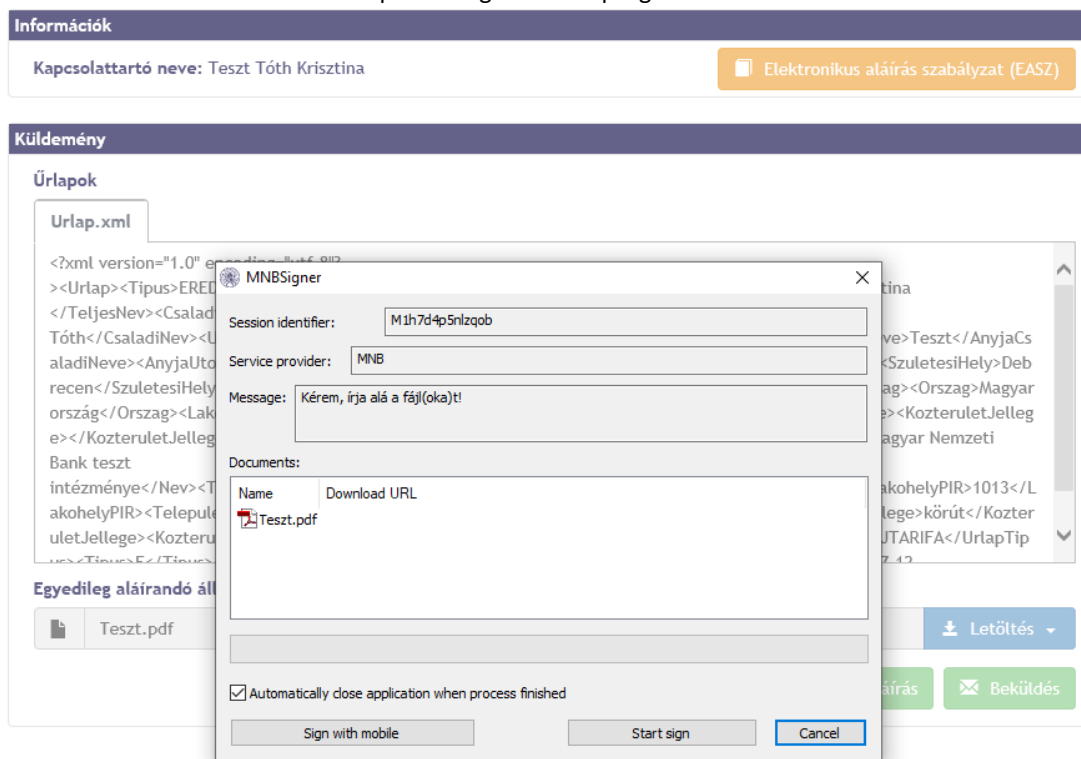 Információk
Kapcsolattartó neve: Teszt Tóth Krisztina
Elektronikus aláírás szabályzat (EASZ)
Küldemény
Űrlapok
Urlap.xml
<?xml version="1.0" encoding="utf-8"?
><Urlap><Tipus>ERED tina
</TeljesNev><Csalad
Tóth</CsaladiNev><U ve>Teszt</AnyjaCs
aladiNeve><AnyjaUto <SzuletesiHely>Deb
recen</SzuletesiHely ag><Orszag>Magyar
ország</Orszag><Lak e><KozteruletJelleg
e></KozteruletJelleg agyar Nemzeti
Bank teszt
intézménye</Nev><T akohelyPIR>1013</L
akohelyPIR><Telepule lege>körút</Kozter
uletJellege><Kozteru UTARIFA</UrlapTip
MNBSigner
Session identifier: M1h7d4p5nlzqob
Service provider: MNB
Message: Kérem, írja alá a fájl(oka)t!
Documents:
Name Download URL
Teszt.pdf
Automatically close application when process finished
Sign with mobile Start sign Cancel
Egyedileg aláírandó áll
Teszt.pdf Letöltés
áírás Beküldés